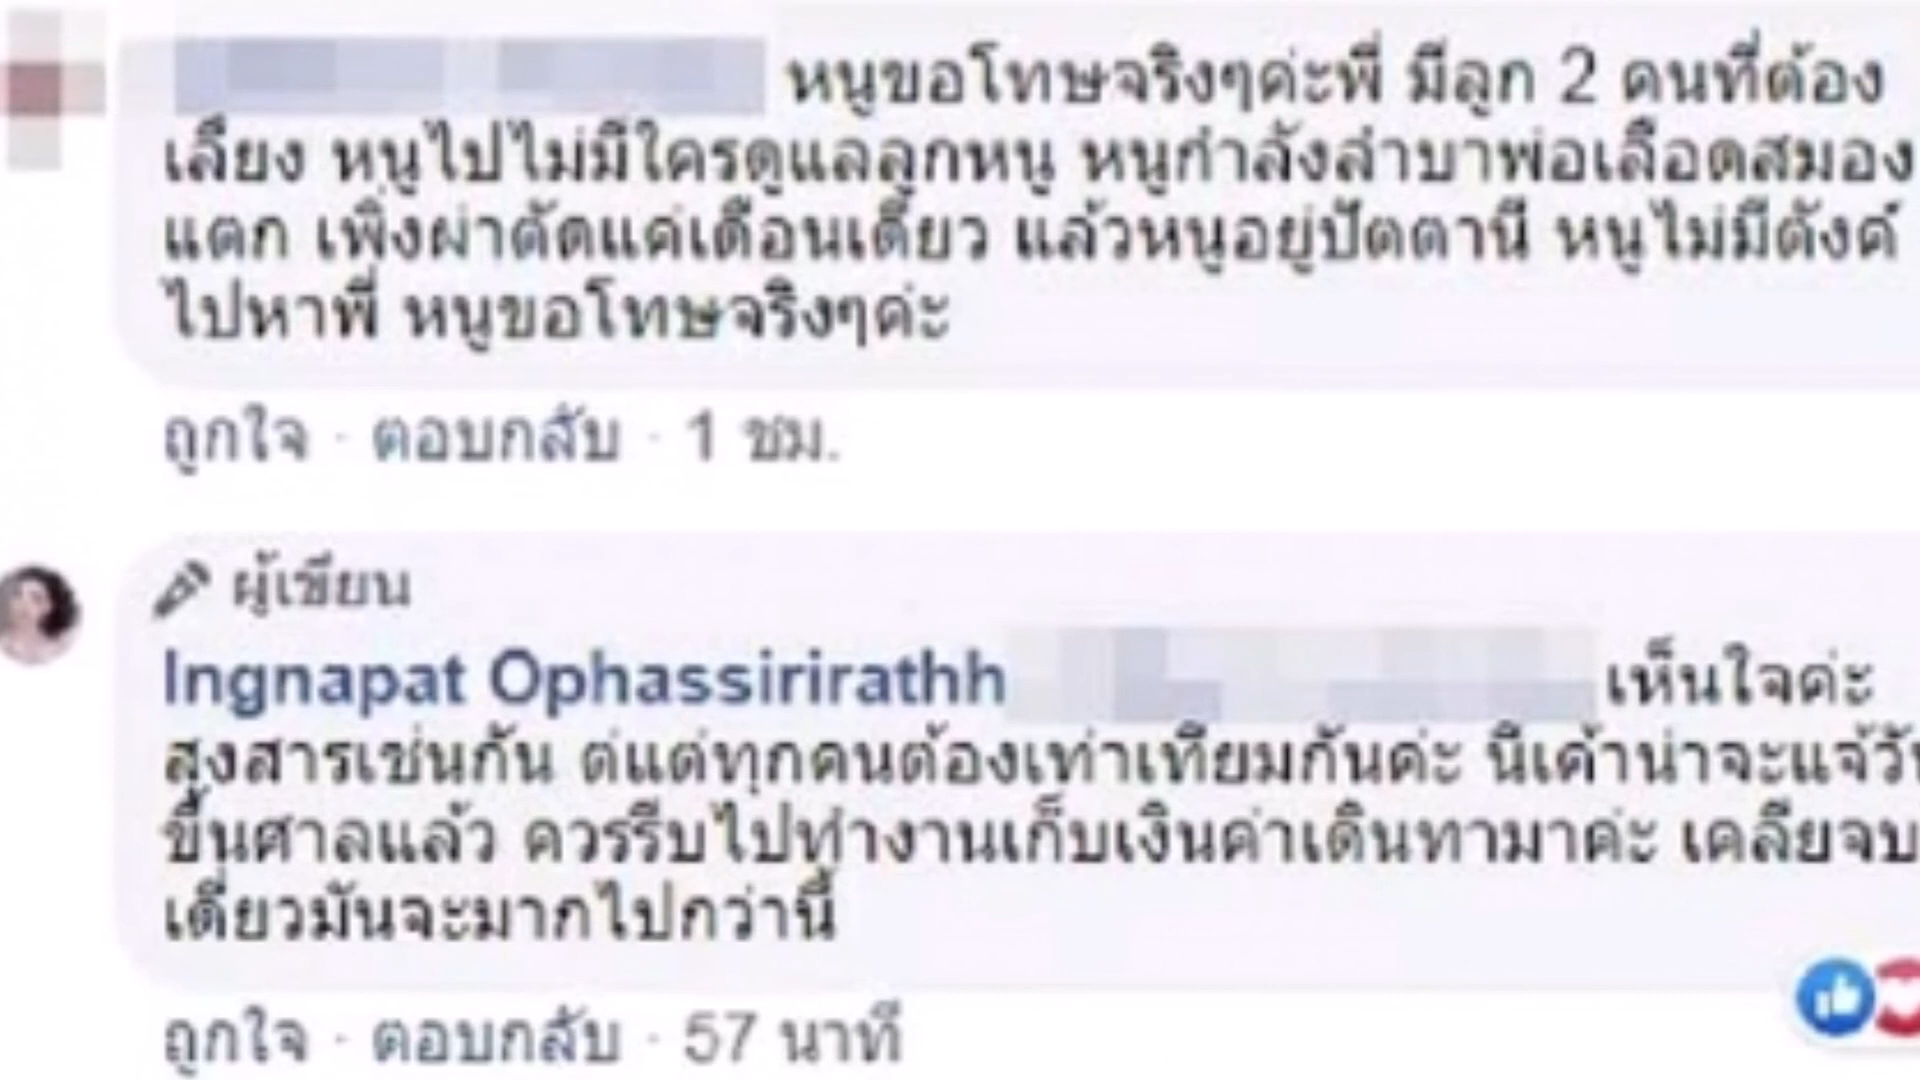 หนูขอโทษจริงๆค่ะพี่ มีลูก 2 คนที่ต้อง
เลี้ยง หนูไปไม่มีใครดูแลลูกหนู หนูกำลังลำบาพ่อเลือดสมอง
แตก เพิ่งผ่าตัดแค่เดือนเดียว แล้วหนูอยู่ปัตตานี หนูไม่มีตังค์
ไปหาพี่ หนูขอโทษจริงๆค่ะ
ถูกใจ · ตอบกลับ · 1 ชม.
ผู้เขียน
Ingnapat Ophassirirathh เห็นใจค่ะ
สงสารเช่นกัน ต่แต่ทุกคนต้องเท่าเทียมกันค่ะ นี่เค้าน่าจะแจ้วัน
ขึ้นศาลแล้ว ควรรีบไปทำงานเก็บเงินค่าเดินทามาค่ะ เคลียจบ
เดี๋ยวมันจะมากไปกว่านี้
ถูกใจ · ตอบกลับ · 57 นาที